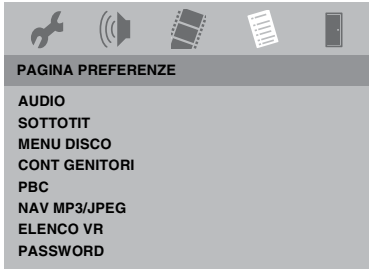 PAGINA PREFERENZE
AUDIO
SOTTOTIT
MENU DISCO
CONT GENITORI
PBC
NAV MP3/JPEG
ELENCO VR
PASSWORD